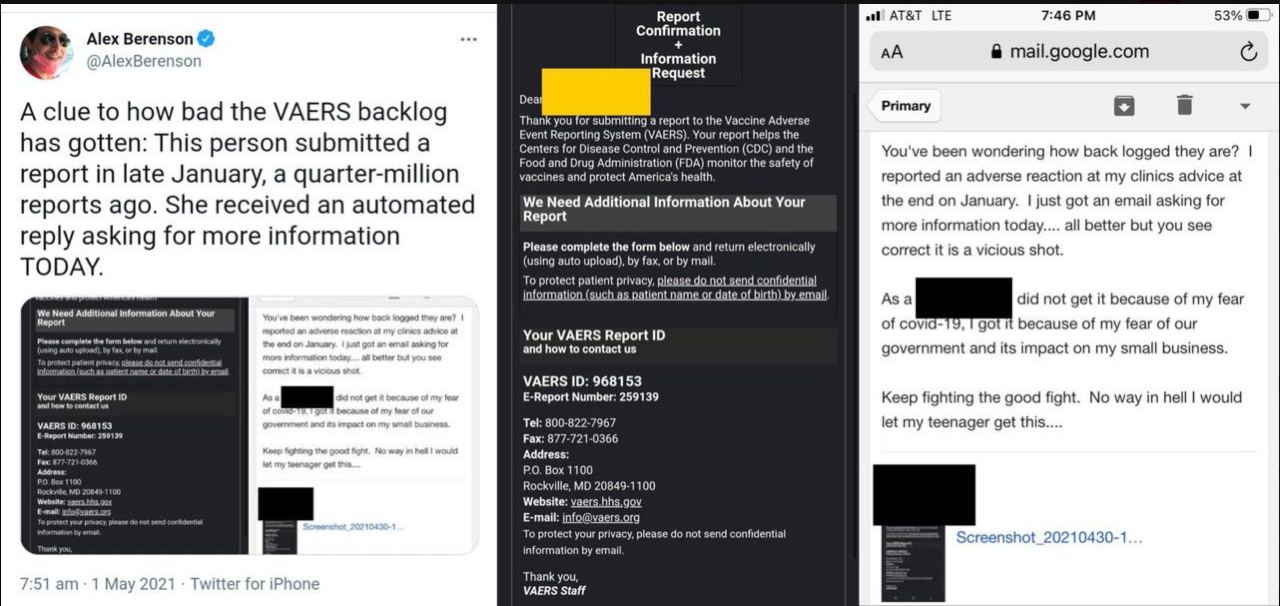 Alex Berenson
@AlexBerenson
A clue to how bad the VAERS backlog
has gotten: This person submitted a
report in late January, a quarter-million
reports ago. She received an automated
reply asking for more information
TODAY.
vaccines and protect America's health.
We Need Additional Information About Your
Report
Please complete the form below and return electronically
(using auto upload), by fax, or by mail.
To protect patient privacy, please do not send confidential
information (such as patient name or date of birth) by email.
Your VAERS Report ID
and how to contact us
VAERS ID: 968153
E-Report Number: 259139
Tel: 800-822-7967
Fax: 877-721-0366
Address:
P.O. Box 1100
Rockville, MD 20849-1100
Website: vaers.hhs.gov
E-mail: info@vaers.org
To protect your privacy, please do not send confidential
information by email.
Thank you,
You've been wondering how back logged they are? I
reported an adverse reaction at my clinics advice at
the end on January. I just got an email asking for
more information today.... all better but you see
correct it is a vicious shot.
As a did not get it because of my fear
of covid-19, I got it because of my fear of our
government and its impact on my small business.
Keep fighting the good fight. No way in hell I would
let my teenager get this....
Screenshot_20210430-1...
7:51 am · 1 May 2021 · Twitter for iPhone
Report
Confirmation
+
Information
Request
Dear
Thank you for submitting a report to the Vaccine Adverse
Event Reporting System (VAERS). Your report helps the
Centers for Disease Control and Prevention (CDC) and the
Food and Drug Administration (FDA) monitor the safety of
vaccines and protect America's health.
We Need Additional Information About Your
Report
Please complete the form below and return electronically
(using auto upload), by fax, or by mail.
To protect patient privacy, please do not send confidential
information (such as patient name or date of birth) by email.
Your VAERS Report ID
and how to contact us
VAERS ID: 968153
E-Report Number: 259139
Tel: 800-822-7967
Fax: 877-721-0366
Address:
P.O. Box 1100
Rockville, MD 20849-1100
Website: vaers.hhs.gov
E-mail: info@vaers.org
To protect your privacy, please do not send confidential
information by email.
Thank you,
VAERS Staff
AT&T LTE 7:46 PM 53%
AA mail.google.com
Primary
You've been wondering how back logged they are? I
reported an adverse reaction at my clinics advice at
the end on January. I just got an email asking for
more information today.... all better but you see
correct it is a vicious shot.
As a did not get it because of my fear
of covid-19, I got it because of my fear of our
government and its impact on my small business.
Keep fighting the good fight. No way in hell I would
let my teenager get this....
Screenshot_20210430-1...